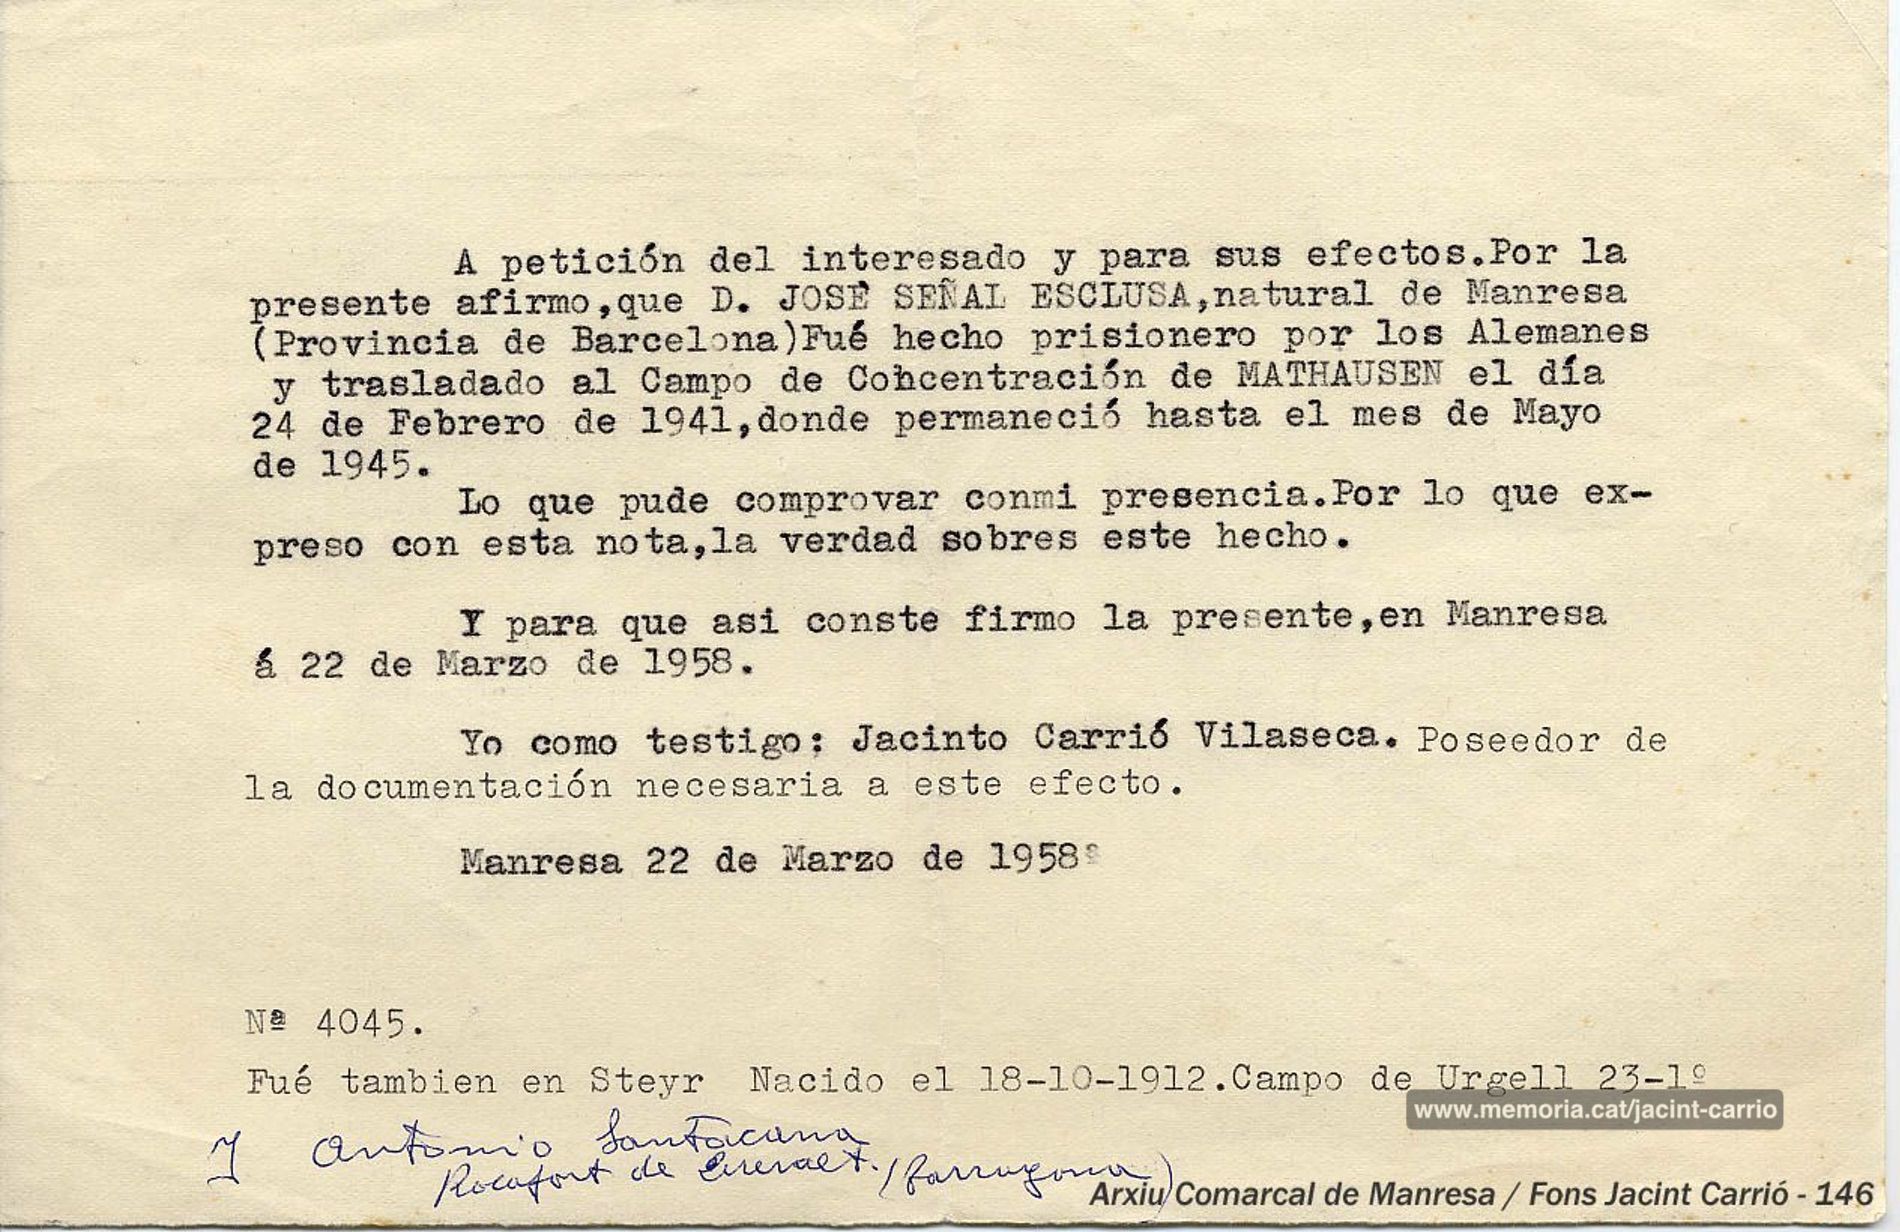 A petición del interesado y para sus efectos.Por la
presente afirmo,que D. JOSÉ SEÑAL ESCLUSA,natural de Manresa
(Provincia de Barcelona)Fué hecho prisionero por los Alemanes
y trasladado al Campo de Cohcentración de MATHAUSEN el día
24 de Febrero de 1941,donde permaneció hasta el mes de Mayo
de 1945.
Lo que pude comprovar conmi presencia.Por lo que ex-
preso con esta nota,la verdad sobres este hecho.
Y para que asi conste firmo la presente,en Manresa
á 22 de Marzo de 1958.
Yo como testigo: Jacinto Carrió Vilaseca. Poseedor de
la documentación necesaria a este efecto.
Manresa 22 de Marzo de 1958
Nª 4045.
Fué tambien en Steyr Nacido el 18-10-1912.Campo de Urgell 23-1º
www.memoria.cat/jacint-carrio
Antonio Santacana
Rocafort de (Tarragona)
Arxiu Comarcal de Manresa / Fons Jacint Carrió - 146